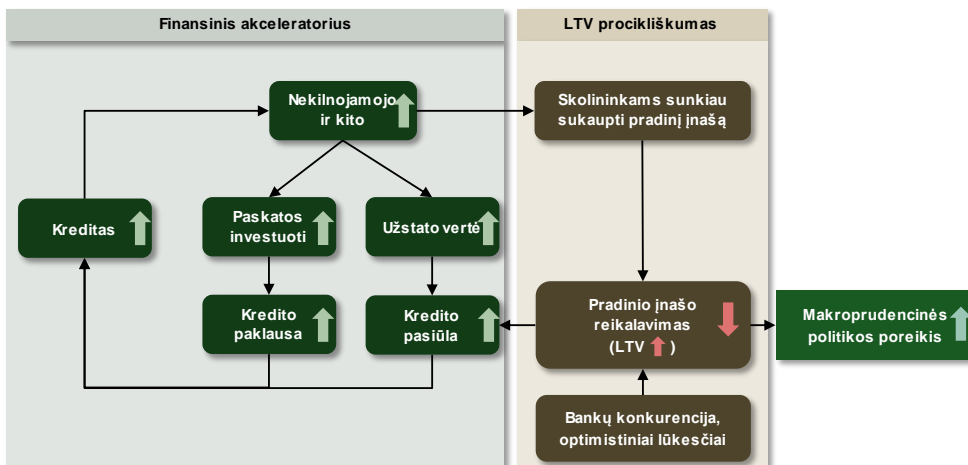 Finansinis akceleratorius
LTV procikliškumas
Nekilnojamojo
ir kito
Skolininkams sunkiau
sukaupti pradinį įnašą
Kreditas
Paskatos
investuoti
Užstato vertė
Kredito
paklausa
Kredito
pasiūla
Pradinio įnašo
reikalavimas
(LTV )
Makroprudencinės
politikos poreikis
Bankų konkurencija,
optimistiniai lūkesčiai